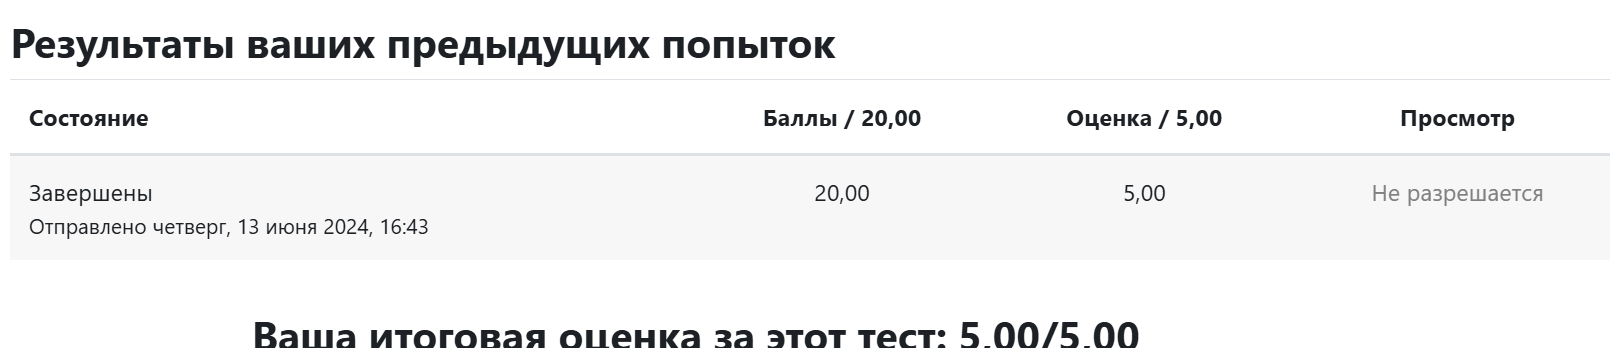 Результаты ваших предыдущих попыток
Состояние Баллы / 20,00 Оценка / 5,00 Просмотр
Завершены 20,00 5,00 Не разрешается
Отправлено четверг, 13 июня 2024, 16:43
Ваша итоговая оценка за этот тест: 5,00/5,00